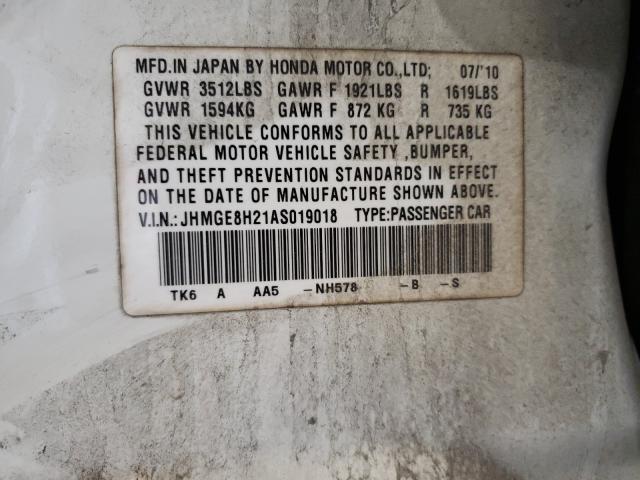 MFD.IN JAPAN BY HONDA MOTOR CO.,LTD; 07/'10
GVWR 3512LBS GAWR F 1921LBS R 1619LBS
GVWR 1594KG GAWR F 872 KG R 735 KG
THIS VEHICLE CONFORMS TO ALL APPLICABLE
FEDERAL MOTOR VEHICLE SAFETY ,BUMPER,
AND THEFT PREVENTION STANDARDS IN EFFECT
ON THE DATE OF MANUFACTURE SHOWN ABOVE.
V.I.N.: JHMGE8H21AS019018 TYPE:PASSENGER CAR
TK6 A AA5 -NH578 -B -S